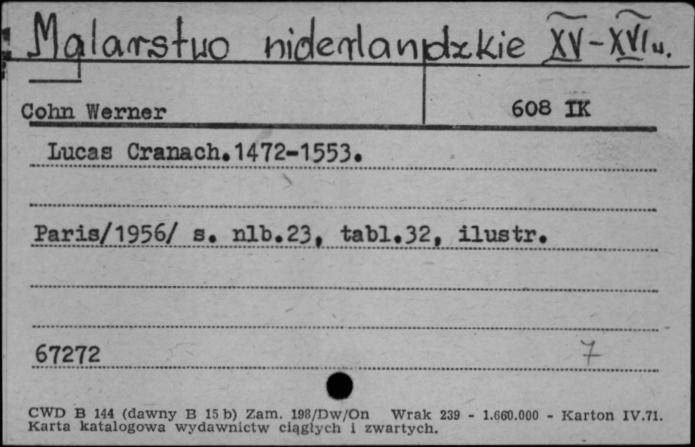 Malarstwo niderlandzkie XV-XVI w.
Cohn Werner 608 IK
Lucas Cranach.1472-1553.
Paris/1956/ s. nlb.23, tabl.32, ilustr.
67272 7
CWD B 144 (dawny B 15 b) Zam. 198/Dw/On Wrak 239 - 1.660.000 - Karton IV.71.
Karta katalogowa wydawnictw ciągłych i zwartych.